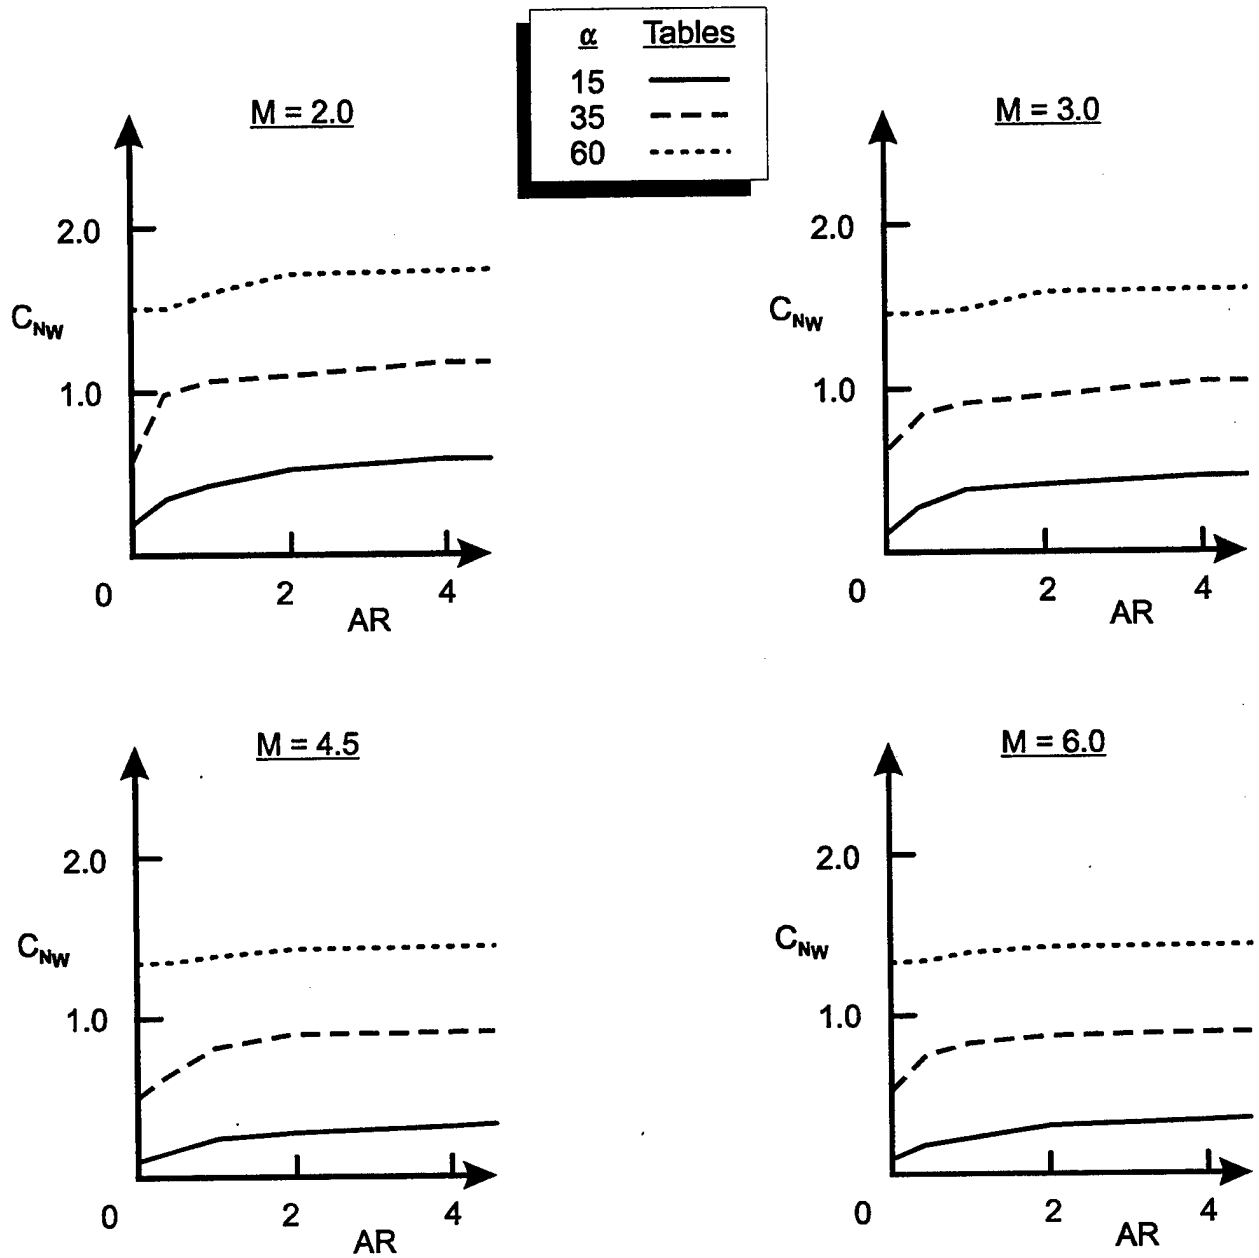 α Tables
15
35
60
M = 2.0
2.0
1.0
C_NW
0 2 4
AR
M = 3.0
2.0
1.0
C_NW
0 2 4
AR
M = 4.5
2.0
1.0
C_NW
0 2 4
AR
M = 6.0
2.0
1.0
C_NW
0 2 4
AR